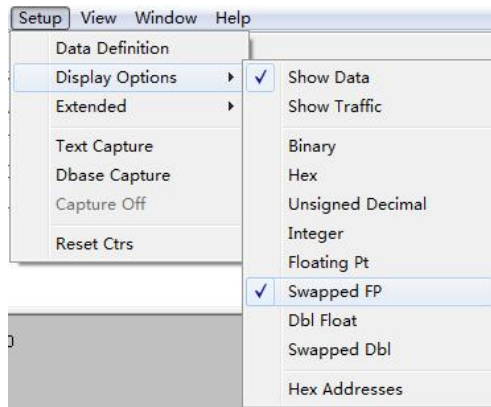 Setup View Window Help
Data Definition
Display Options
Extended
Text Capture
Dbase Capture
Capture Off
Reset Ctrs
Show Data
Show Traffic
Binary
Hex
Unsigned Decimal
Integer
Floating Pt
Swapped FP
Dbl Float
Swapped Dbl
Hex Addresses